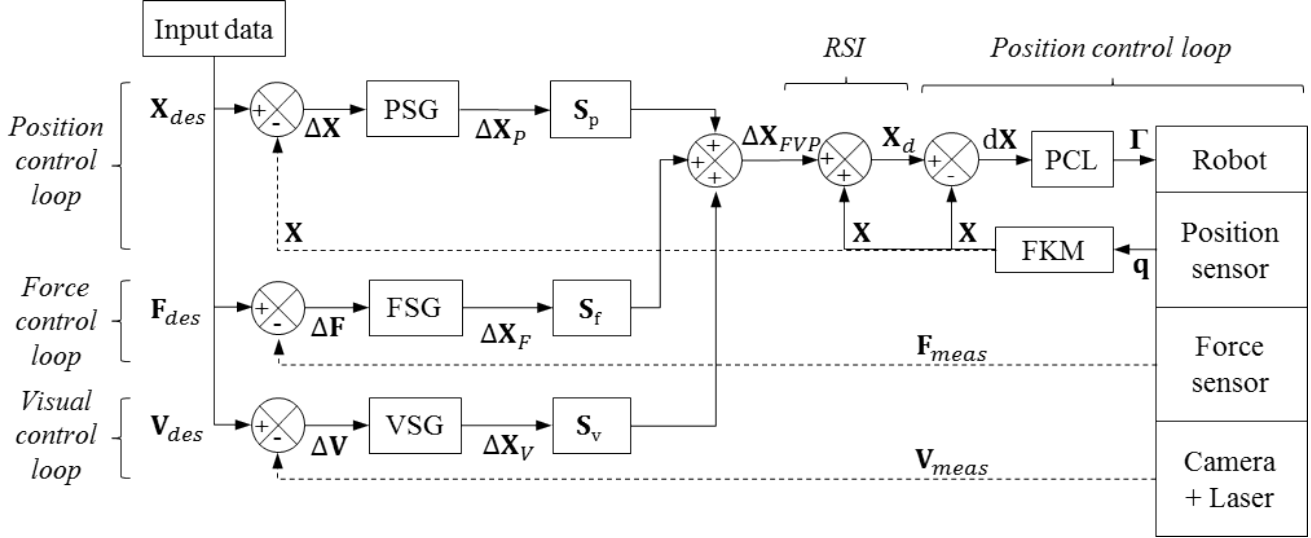 Input data
RSI
Position control loop
Position
control
loop
X_des
+
-
ΔX
PSG
ΔX_P
S_p
+
+
+
ΔX_FVP
+
+
X_d
+
-
dX
PCL
Γ
Robot
X
X
X
FKM
q
Position
sensor
Force
control
loop
F_des
+
-
ΔF
FSG
ΔX_F
S_f
F_meas
Force
sensor
Visual
control
loop
V_des
+
-
ΔV
VSG
ΔX_V
S_v
V_meas
Camera
+ Laser